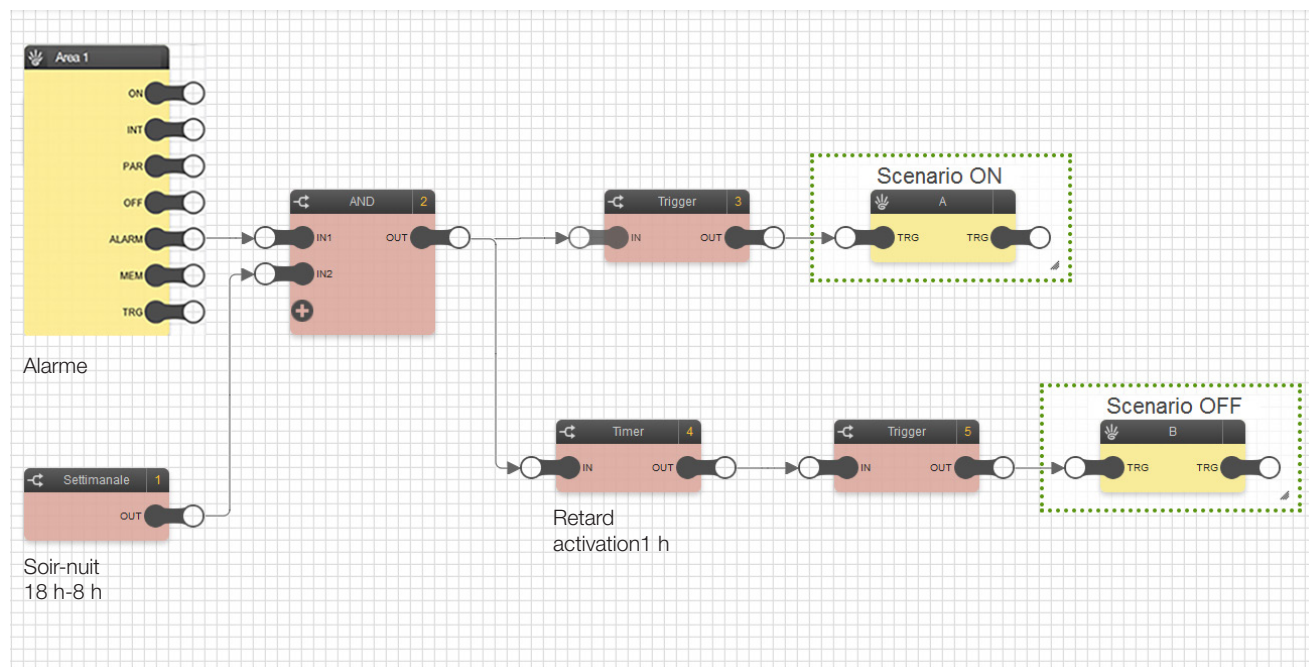 Area 1
ON
INT
PAR
OFF
ALARM
MEM
TRG
Alarme
Settimanale 1
OUT
Soir-nuit
18 h-8 h
AND 2
IN1 OUT
IN2
Trigger 3
IN OUT
Scenario ON
A
TRG TRG
Timer 4
IN OUT
Retard
activation1 h
Trigger 5
IN OUT
Scenario OFF
B
TRG TRG